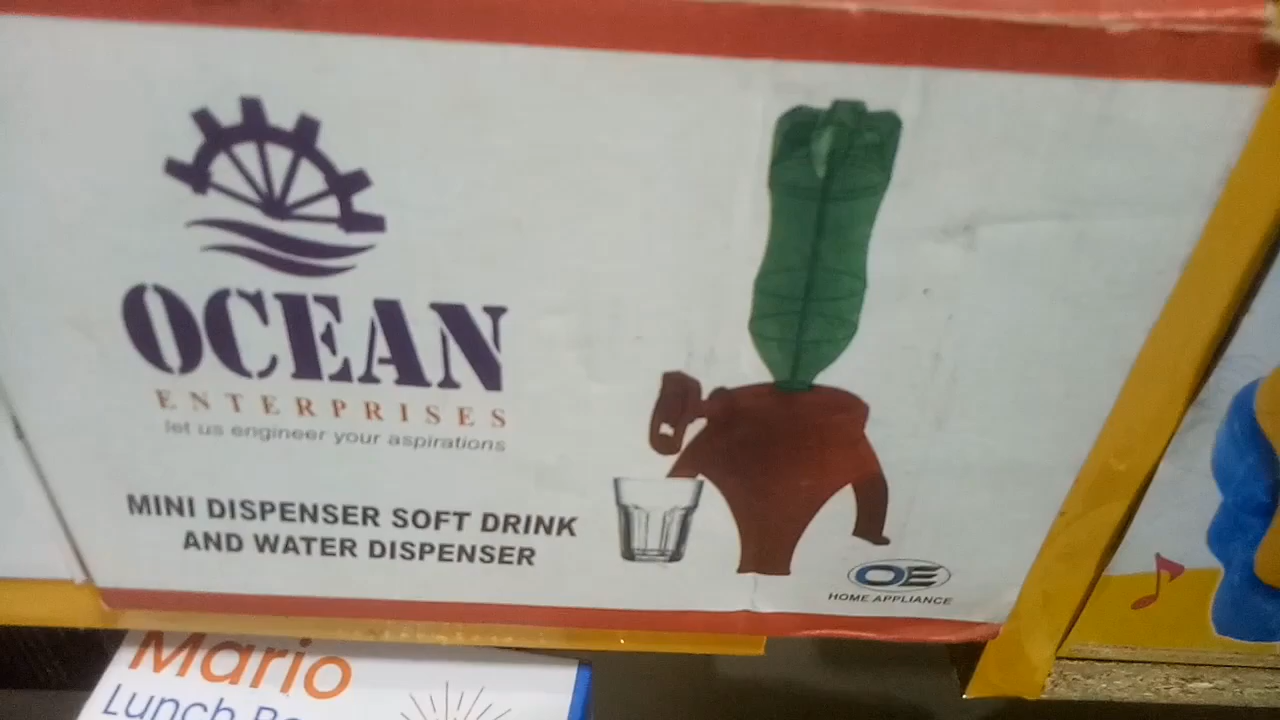 OCEAN
ENTERPRISES
let us engineer your aspirations
MINI DISPENSER SOFT DRINK
AND WATER DISPENSER
OE
HOME APPLIANCE
Mario
Lunch